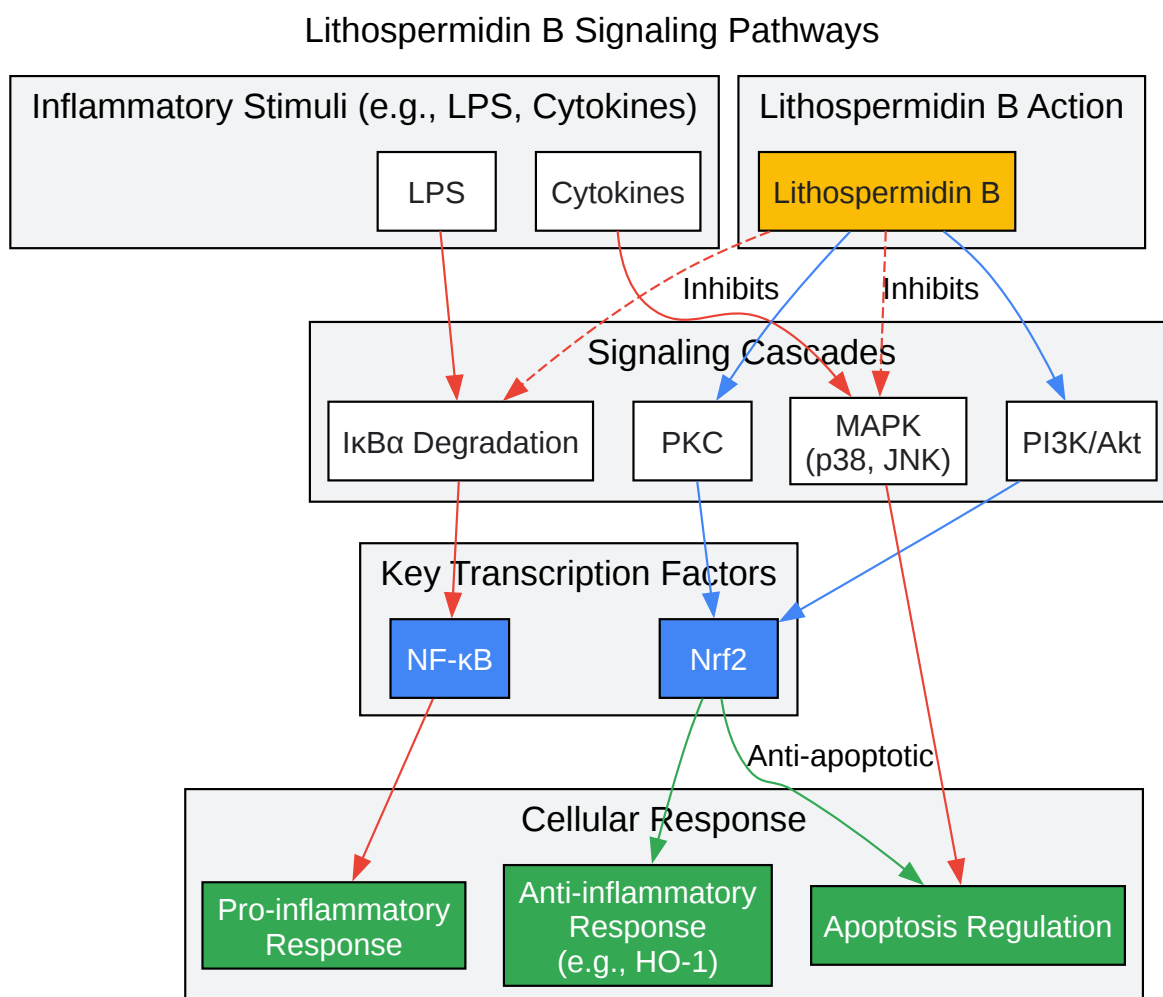 Lithospermidin B Signaling Pathways
Inflammatory Stimuli (e.g., LPS, Cytokines)
Lithospermidin B Action
LPS
Cytokines
Lithospermidin B
Inhibits
Inhibits
Signaling Cascades
IκBα Degradation
PKC
MAPK
(p38, JNK)
PI3K/Akt
Key Transcription Factors
NF-κB
Nrf2
Anti-apoptotic
Cellular Response
Pro-inflammatory
Response
Anti-inflammatory
Response
(e.g., HO-1)
Apoptosis Regulation